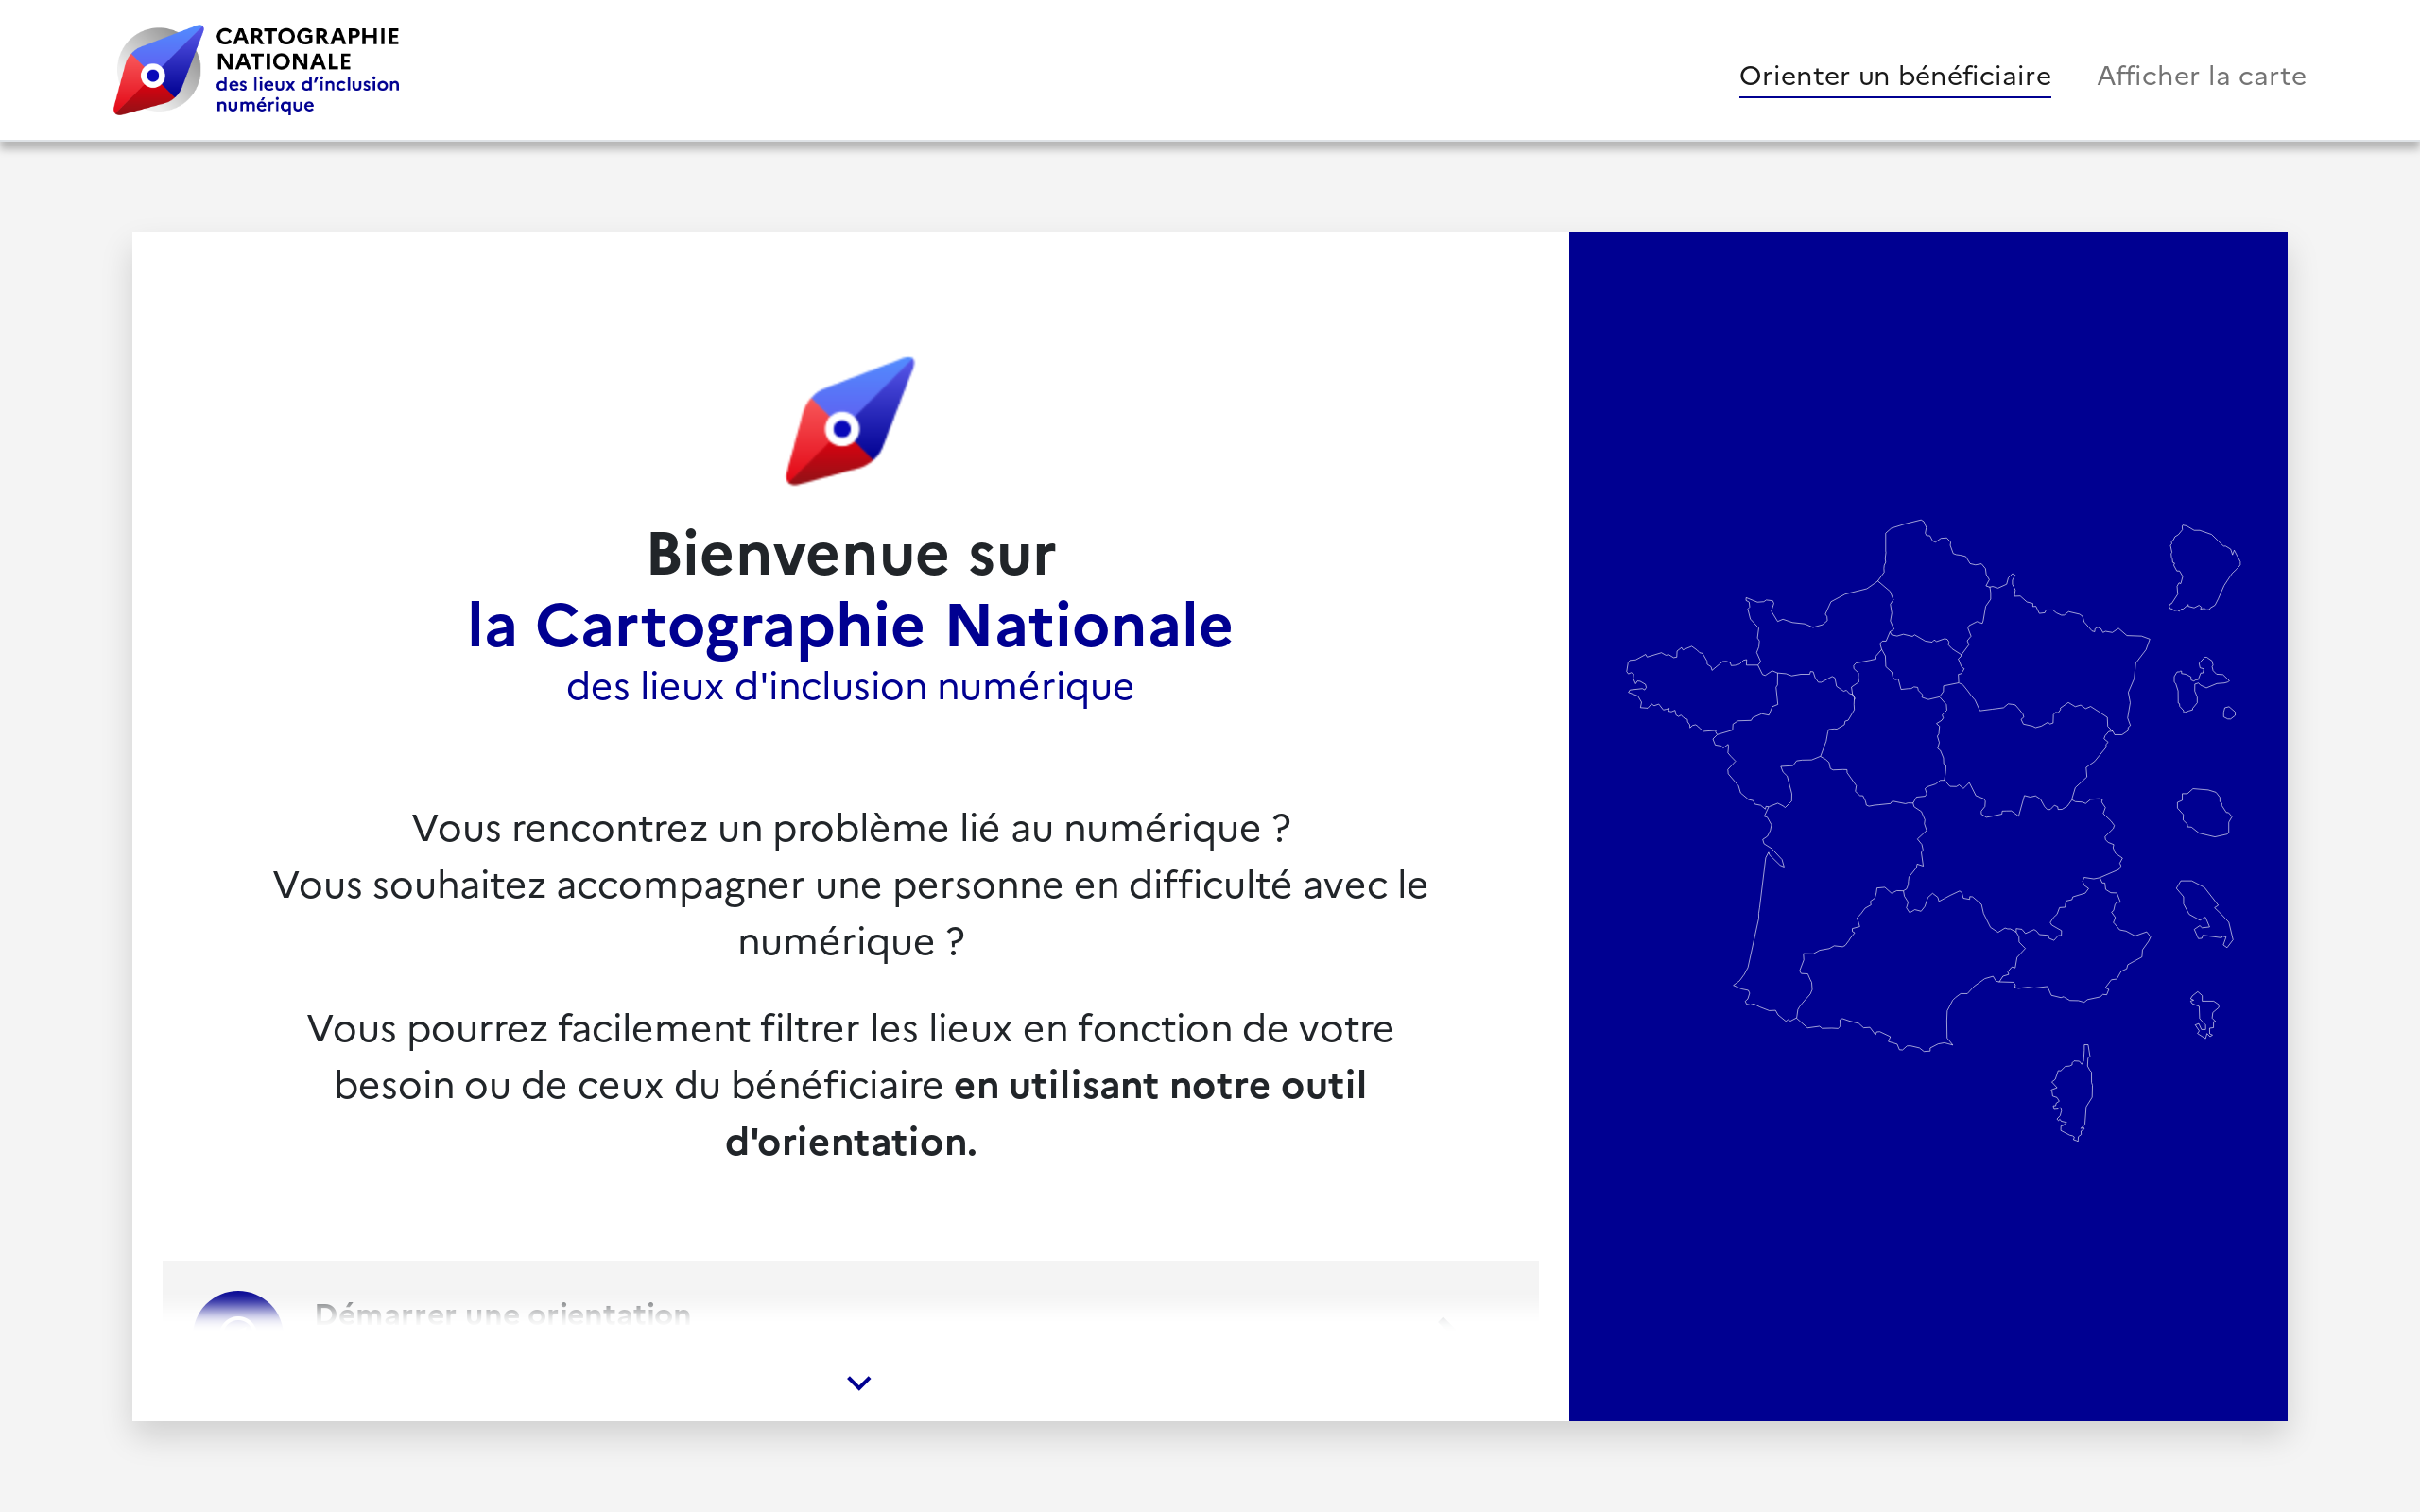 CARTOGRAPHIE
NATIONALE
des lieux d’inclusion
numérique
Orenter un bénéficiaire
Afficher la carte
Bienvenue sur
la Cartographie Nationale
des lieux d'inclusion numérique
Vous rencontrez un problème lié au numérique ?
Vous souhaitez accompagner une personne en difficulté avec le
numérique ?
Vous pourrez facilement filtrer les lieux en fonction de votre
besoin ou de ceux du bénéficiaire en utilisant notre outil
d'orientation.
Démarrer une orientation